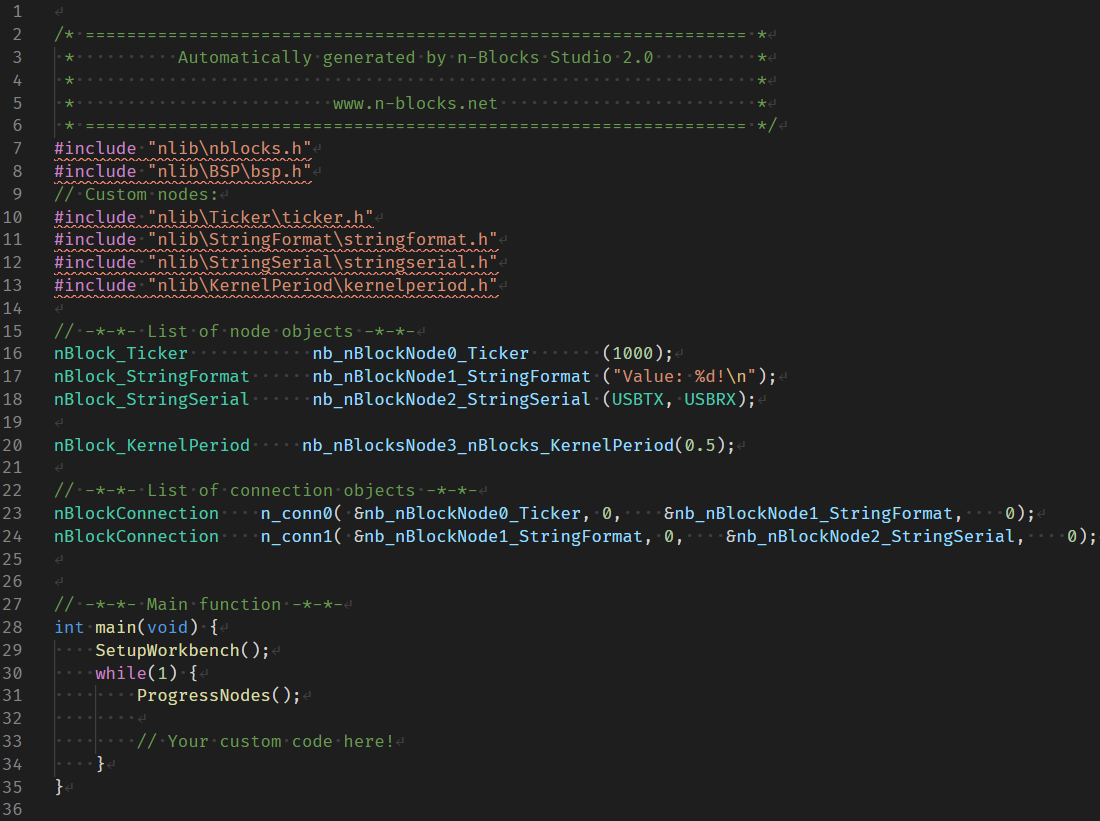 1
2 /* ================================================================ *
3  *          Automatically generated by n-Blocks Studio 2.0          *
4  *                                                                  *
5  *                         www.n-blocks.net                         *
6  * ================================================================ */
7 #include "nlib\nblocks.h"
8 #include "nlib\BSP\bsp.h"
9 // Custom nodes:
10 #include "nlib\Ticker\ticker.h"
11 #include "nlib\StringFormat\stringformat.h"
12 #include "nlib\StringSerial\stringserial.h"
13 #include "nlib\KernelPeriod\kernelperiod.h"
14
15 // -*-*- List of node objects -*-*-
16 nBlock_Ticker            nb_nBlockNode0_Ticker       (1000);
17 nBlock_StringFormat      nb_nBlockNode1_StringFormat ("Value: %d!\n");
18 nBlock_StringSerial      nb_nBlockNode2_StringSerial (USBTX, USBRX);
19
20 nBlock_KernelPeriod     nb_nBlocksNode3_nBlocks_KernelPeriod(0.5);
21
22 // -*-*- List of connection objects -*-*-
23 nBlockConnection    n_conn0( &nb_nBlockNode0_Ticker, 0,    &nb_nBlockNode1_StringFormat,    0);
24 nBlockConnection    n_conn1( &nb_nBlockNode1_StringFormat, 0,    &nb_nBlockNode2_StringSerial,    0);
25
26
27 // -*-*- Main function -*-*-
28 int main(void) {
29     SetupWorkbench();
30     while(1) {
31         ProgressNodes();
32
33         // Your custom code here!
34     }
35 }
36